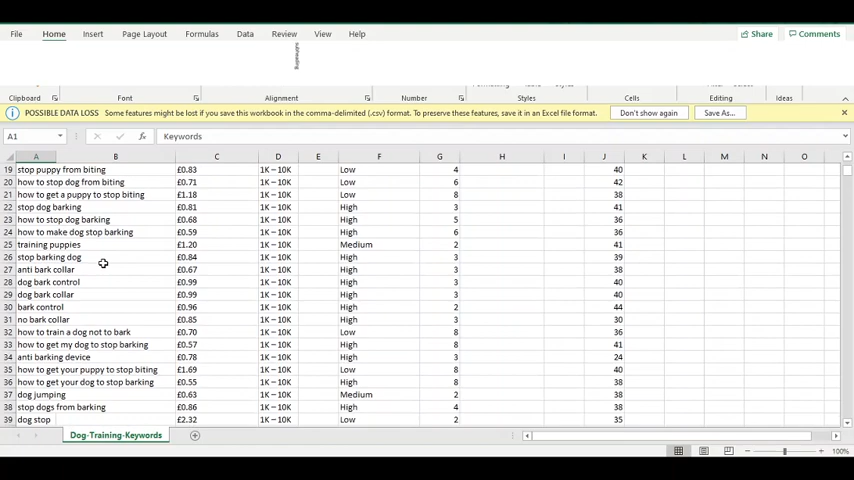 File Home Insert Page Layout Formulas Data Review View Help Share Comments
subheading
Clipboard Font Alignment Number Styles Cells Editing Ideas
POSSIBLE DATA LOSS Some features might be lost if you save this workbook in the comma-delimited (.csv) format. To preserve these features, save it in an Excel file format. Don't show again Save As...
A1 fx Keywords
A B C D E F G H I J K L M N O
19 stop puppy from biting £0.83 1K – 10K Low 4 40
20 how to stop dog from biting £0.71 1K – 10K Low 6 42
21 how to get a puppy to stop biting £1.18 1K – 10K Low 8 38
22 stop dog barking £0.81 1K – 10K High 3 41
23 how to stop dog barking £0.68 1K – 10K High 5 36
24 how to make dog stop barking £0.59 1K – 10K High 6 36
25 training puppies £1.20 1K – 10K Medium 2 41
26 stop barking dog £0.84 1K – 10K High 3 39
27 anti bark collar £0.67 1K – 10K High 3 38
28 dog bark control £0.99 1K – 10K High 3 40
29 dog bark collar £0.99 1K – 10K High 3 40
30 bark control £0.96 1K – 10K High 2 44
31 no bark collar £0.85 1K – 10K High 3 30
32 how to train a dog not to bark £0.70 1K – 10K Low 8 36
33 how to get my dog to stop barking £0.57 1K – 10K High 8 41
34 anti barking device £0.78 1K – 10K High 3 24
35 how to get your puppy to stop biting £1.69 1K – 10K Low 8 40
36 how to get your dog to stop barking £0.55 1K – 10K High 8 38
37 dog jumping £0.63 1K – 10K Medium 2 38
38 stop dogs from barking £0.86 1K – 10K High 4 38
39 dog stop £2.32 1K – 10K Low 2 35
Dog-Training-Keywords
100%